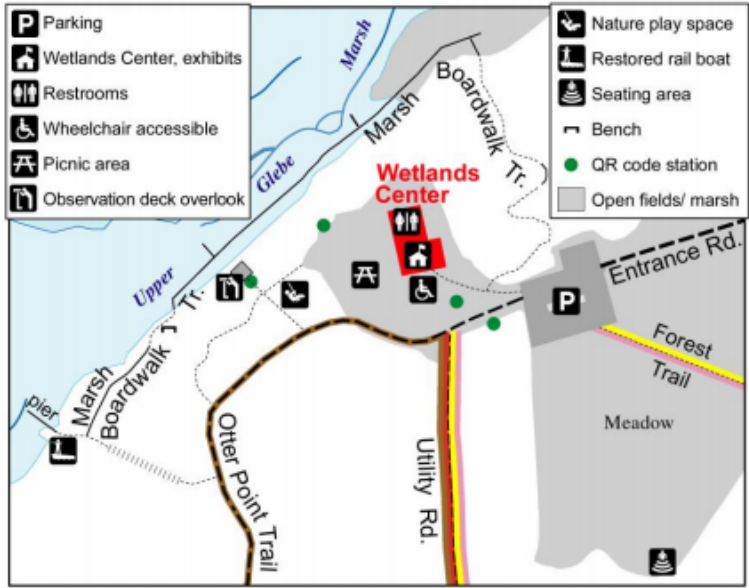 P Parking
Wetlands Center, exhibits
Restrooms
Wheelchair accessible
Picnic area
Observation deck overlook
Nature play space
Restored rail boat
Seating area
Bench
QR code station
Open fields/ marsh
Marsh
Glebe
Upper
Marsh
Boardwalk
Tr.
Wetlands
Center
Entrance Rd.
P
Forest
Trail
Meadow
Marsh
Boardwalk
Tr.
pier
Otter Point Trail
Utility Rd.